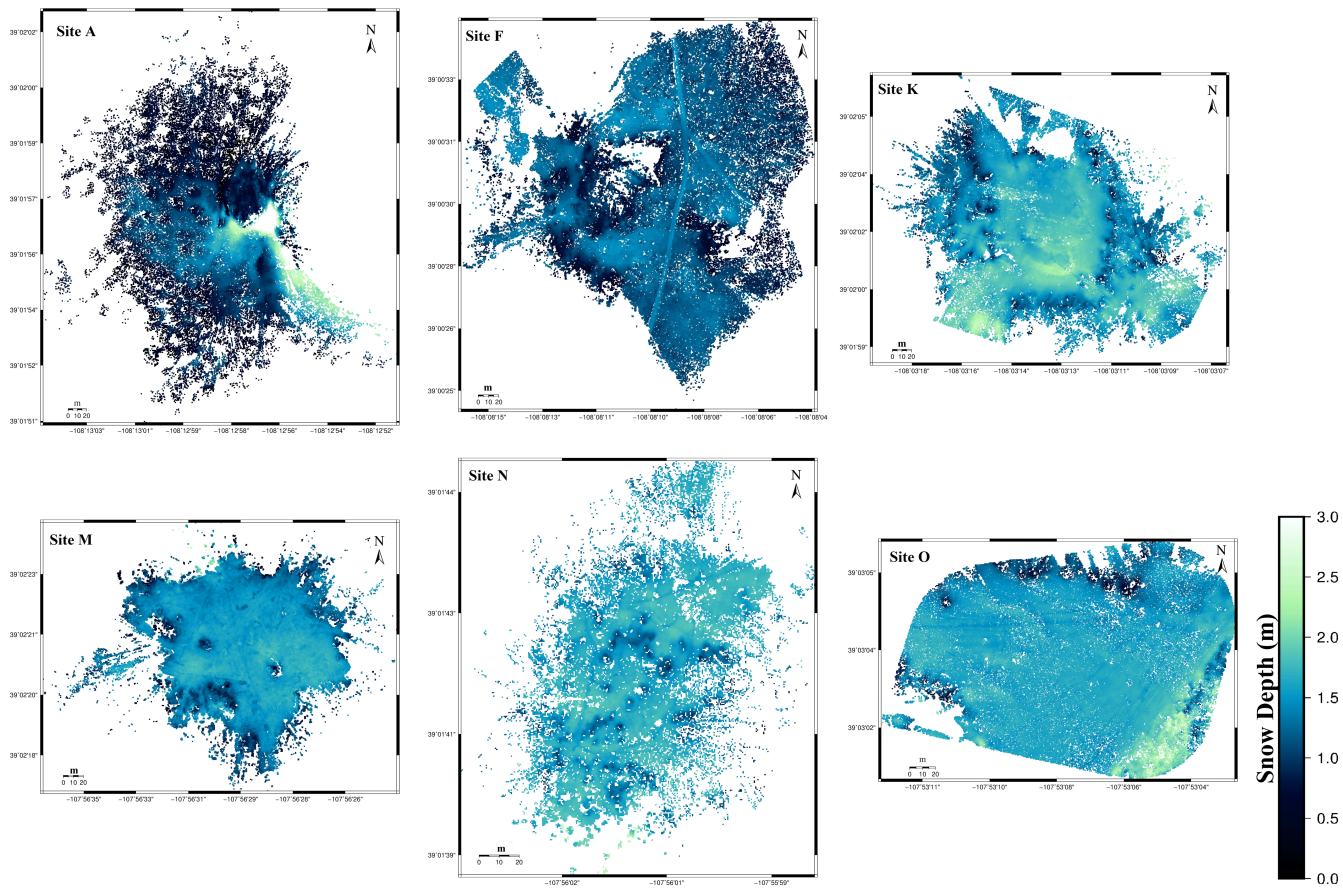 Site A
N
39°02'02"
39°02'00"
39°01'59"
39°01'57"
39°01'56"
39°01'54"
39°01'52"
39°01'51"
m
0 10 20
−108°13'03" −108°13'01" −108°12'59" −108°12'58" −108°12'56" −108°12'54" −108°12'52"
Site F
N
39°00'33"
39°00'31"
39°00'30"
39°00'28"
39°00'26"
39°00'25"
m
0 10 20
−108°08'15" −108°08'13" −108°08'11" −108°08'10" −108°08'08" −108°08'06" −108°08'04
Site K
N
39°02'05"
39°02'04"
39°02'02"
39°02'00"
39°01'59"
m
0 10 20
−108°03'18" −108°03'16" −108°03'14" −108°03'13" −108°03'11" −108°03'09" −108°03'07
Site M
N
39°02'23"
39°02'21"
39°02'20"
39°02'18"
m
0 10 20
−107°56'35" −107°56'33" −107°56'31" −107°56'29" −107°56'28" −107°56'26"
Site N
N
39°01'44"
39°01'43"
39°01'41"
39°01'39"
m
0 10 20
−107°56'02" −107°56'01" −107°55'59"
Site O
N
39°03'05"
39°03'04"
39°03'02"
m
0 10 20
−107°53'11" −107°53'10" −107°53'08" −107°53'06" −107°53'04"
Snow Depth (m)
3.0
2.5
2.0
1.5
1.0
0.5
0.0